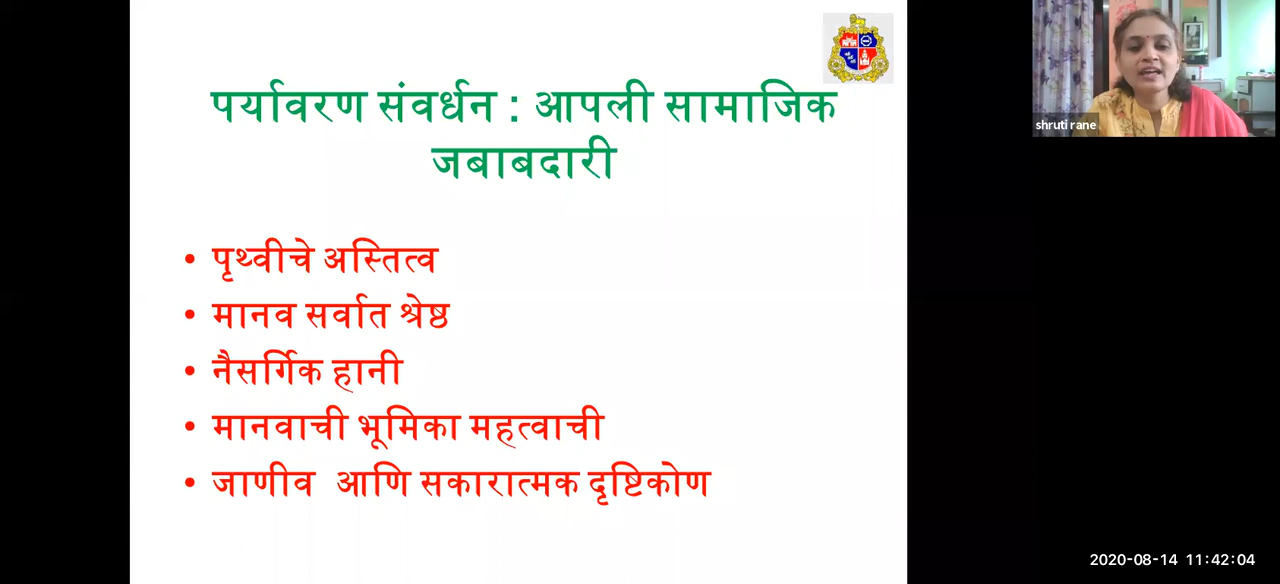 पर्यावरण संवर्धन : आपली सामाजिक
जबाबदारी
• पृथ्वीचे अस्तित्व
• मानव सर्वात श्रेष्ठ
• नैसर्गिक हानी
• मानवाची भूमिका महत्वाची
• जाणीव आणि सकारात्मक दृष्टिकोण
shruti rane
2020-08-14 11:42:04